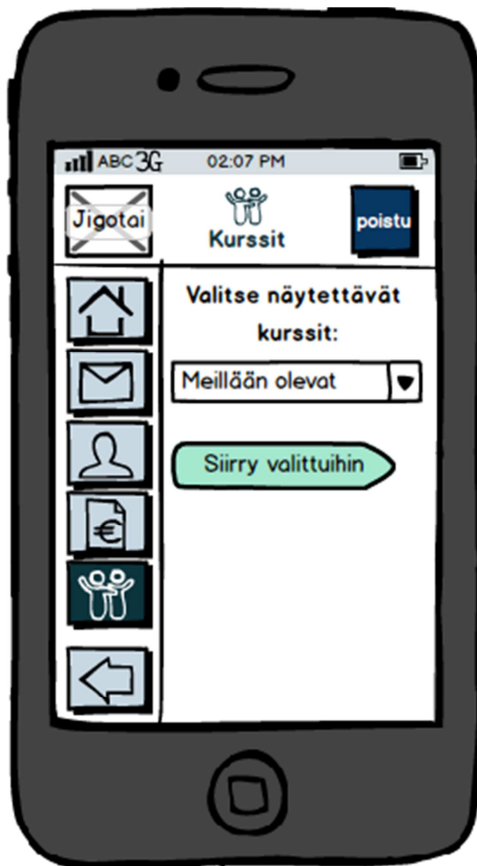 ABC 3G 02:07 PM
Jigotai
Kurssit
poistu
Valitse näytettävät
kurssit:
Meillään olevat
Siirry valittuihin
€